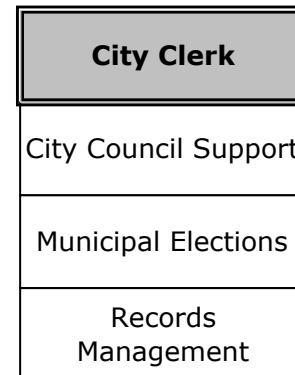 City Clerk
City Council Support
Municipal Elections
Records
Management